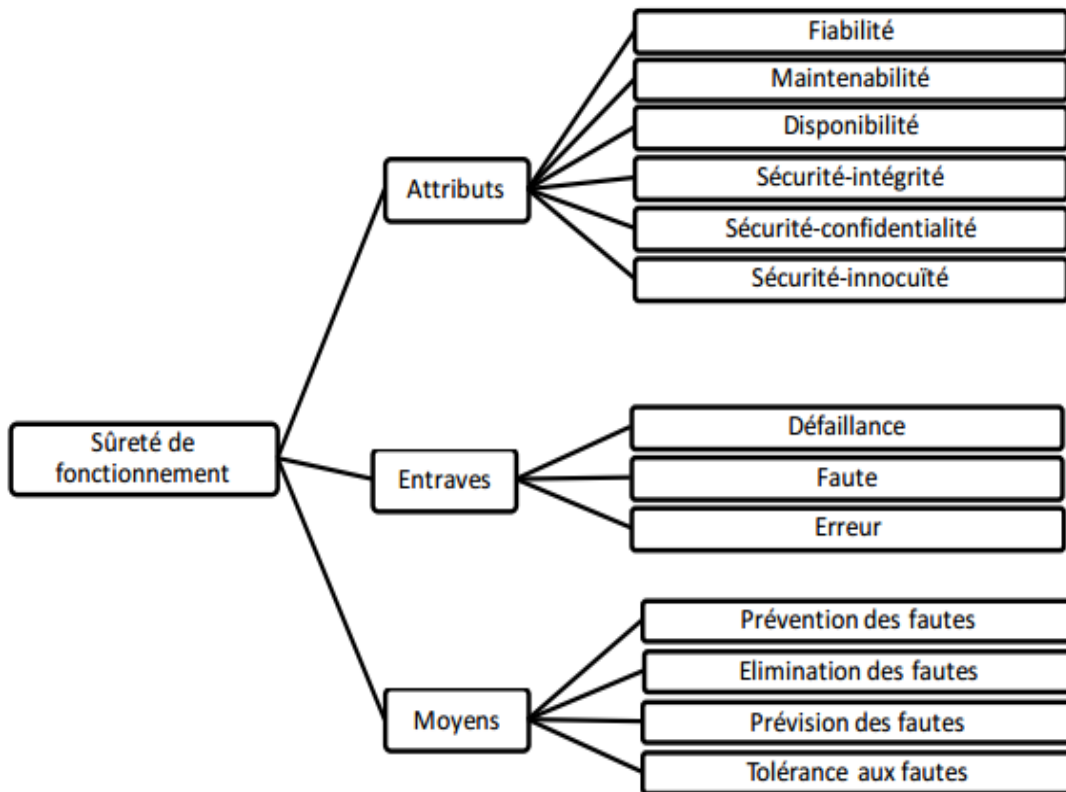 Fiabilité
Maintenabilité
Disponibilité
Attributs
Sécurité-intégrité
Sécurité-confidentialité
Sécurité-innocuïté
Sûreté de
fonctionnement
Entraves
Défaillance
Faute
Erreur
Moyens
Prévention des fautes
Elimination des fautes
Prévision des fautes
Tolérance aux fautes